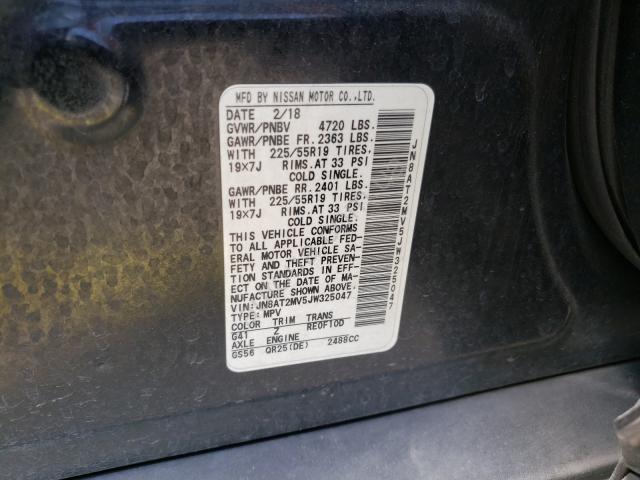 MFD BY NISSAN MOTOR CO.,LTD.
DATE 2/18
GVWR/PNBV 4720 LBS.
GAWR/PNBE FR. 2363 LBS.
WITH 225/55R19 TIRES.
19×7J RIMS. AT 33 PSI
COLD SINGLE.
GAWR/PNBE RR. 2401 LBS.
WITH 225/55R19 TIRES.
19×7J RIMS. AT 33 PSI
COLD SINGLE.
THIS VEHICLE CONFORMS
TO ALL APPLICABLE FED-
ERAL MOTOR VEHICLE SA-
FETY AND THEFT PREVEN-
TION STANDARDS IN EFF-
ECT ON THE DATE OF MA-
NUFACTURE SHOWN ABOVE.
VIN: JN8AT2MV5JW325047
TYPE: MPV
COLOR TRIM TRANS
G41 Z RE0F10D
AXLE ENGINE
GS56 QR25(DE) 2488CC
JN8AT2MV5JW325047